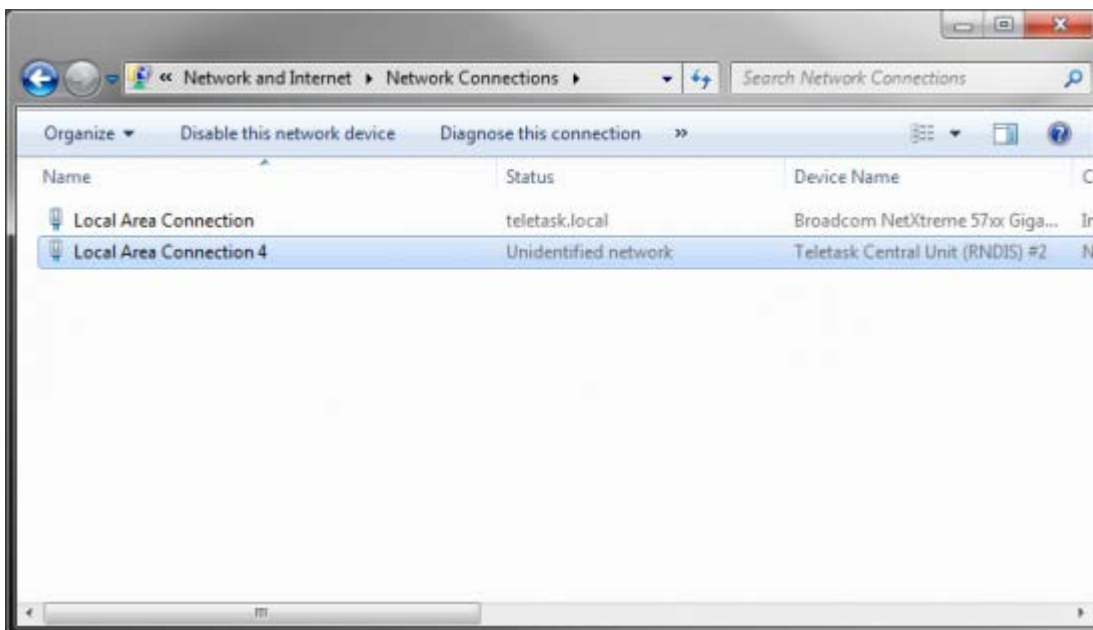 « Network and Internet ▸ Network Connections ▸ Search Network Connections
Organize Disable this network device Diagnose this connection »
Name Status Device Name C
Local Area Connection teletask.local Broadcom NetXtreme 57xx Giga... In
Local Area Connection 4 Unidentified network Teletask Central Unit (RNDIS) #2 N